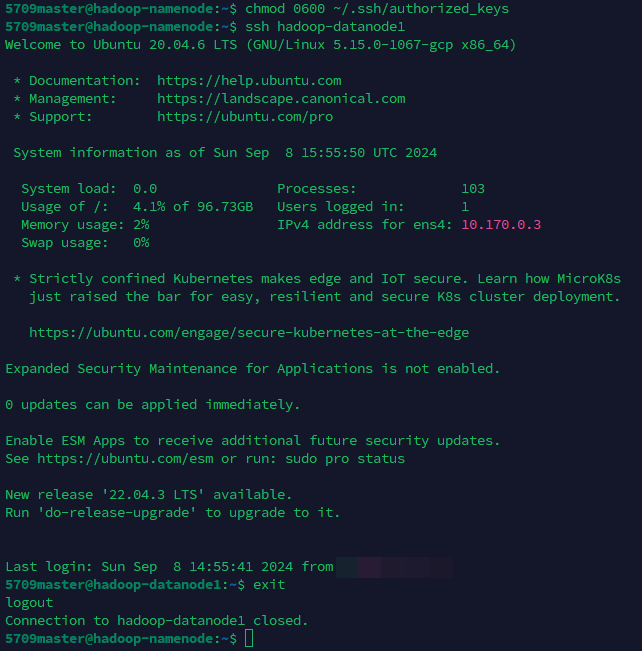 5709master@hadoop-namenode:~$ chmod 0600 ~/.ssh/authorized_keys
5709master@hadoop-namenode:~$ ssh hadoop-datanode1
Welcome to Ubuntu 20.04.6 LTS (GNU/Linux 5.15.0-1067-gcp x86_64)

 * Documentation:  https://help.ubuntu.com
 * Management:     https://landscape.canonical.com
 * Support:        https://ubuntu.com/pro

 System information as of Sun Sep  8 15:55:50 UTC 2024

  System load:  0.0               Processes:             103
  Usage of /:   4.1% of 96.73GB   Users logged in:       1
  Memory usage: 2%                IPv4 address for ens4: 10.170.0.3
  Swap usage:   0%

 * Strictly confined Kubernetes makes edge and IoT secure. Learn how MicroK8s
   just raised the bar for easy, resilient and secure K8s cluster deployment.

   https://ubuntu.com/engage/secure-kubernetes-at-the-edge

Expanded Security Maintenance for Applications is not enabled.

0 updates can be applied immediately.

Enable ESM Apps to receive additional future security updates.
See https://ubuntu.com/esm or run: sudo pro status

New release '22.04.3 LTS' available.
Run 'do-release-upgrade' to upgrade to it.


Last login: Sun Sep  8 14:55:41 2024 from
5709master@hadoop-datanode1:~$ exit
logout
Connection to hadoop-datanode1 closed.
5709master@hadoop-namenode:~$